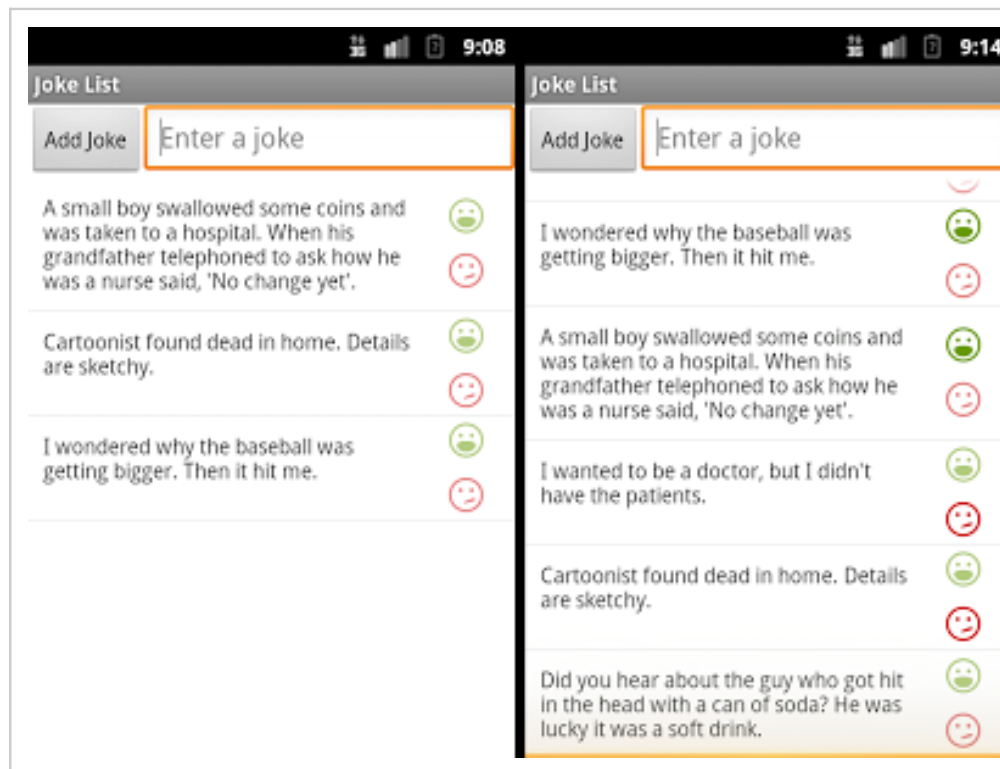 9:08
Joke List
Add Joke
Enter a joke
A small boy swallowed some coins and
was taken to a hospital. When his
grandfather telephoned to ask how he
was a nurse said, 'No change yet'.
Cartoonist found dead in home. Details
are sketchy.
I wondered why the baseball was
getting bigger. Then it hit me.
9:14
Joke List
Add Joke
Enter a joke
I wondered why the baseball was
getting bigger. Then it hit me.
A small boy swallowed some coins and
was taken to a hospital. When his
grandfather telephoned to ask how he
was a nurse said, 'No change yet'.
I wanted to be a doctor, but I didn't
have the patients.
Cartoonist found dead in home. Details
are sketchy.
Did you hear about the guy who got hit
in the head with a can of soda? He was
lucky it was a soft drink.